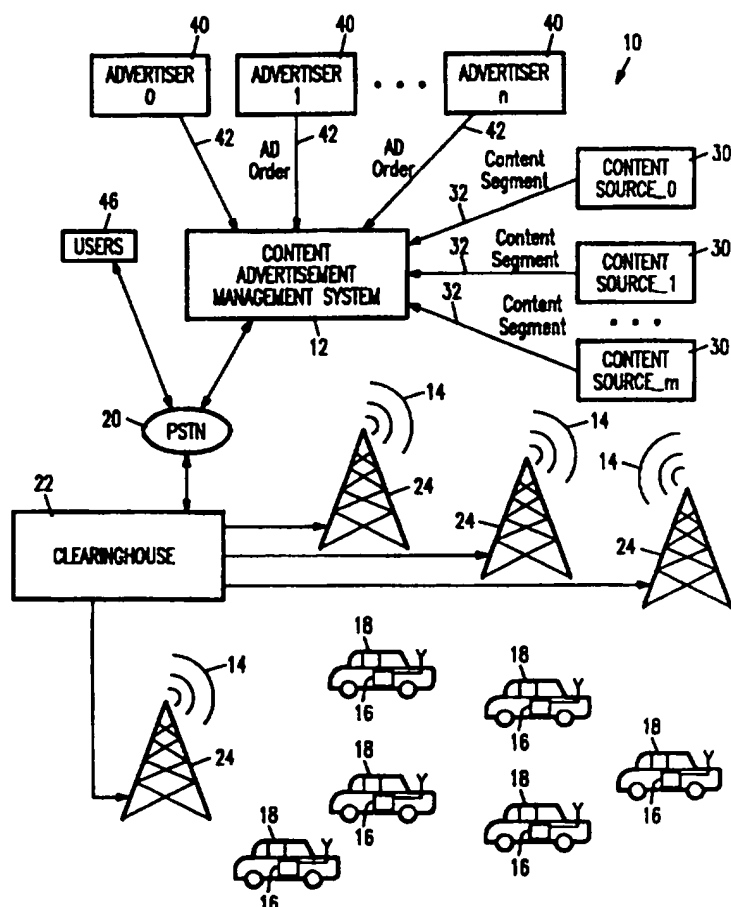 40 40 40
10
ADVERTISER 0
ADVERTISER 1
• • •
ADVERTISER n
42 42 42
AD Order
AD Order
Content Segment
30
CONTENT SOURCE_0
32
46
USERS
CONTENT ADVERTISEMENT MANAGEMENT SYSTEM
12
Content Segment
32
30
CONTENT SOURCE_1
Content Segment
32
• • •
30
CONTENT SOURCE_m
20
PSTN
14
24
14
24
14
24
22
CLEARINGHOUSE
14
24
18
16
18
16
18
16
18
16
18
16
18
16